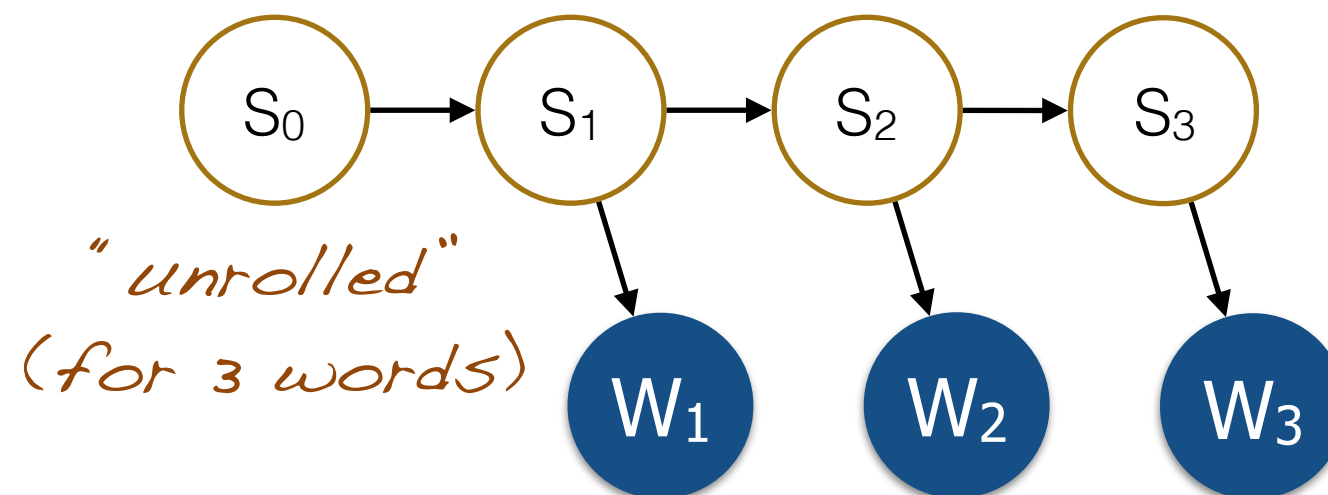 S₀ S₁ S₂ S₃
"unrolled"
(for 3 words)
W₁ W₂ W₃